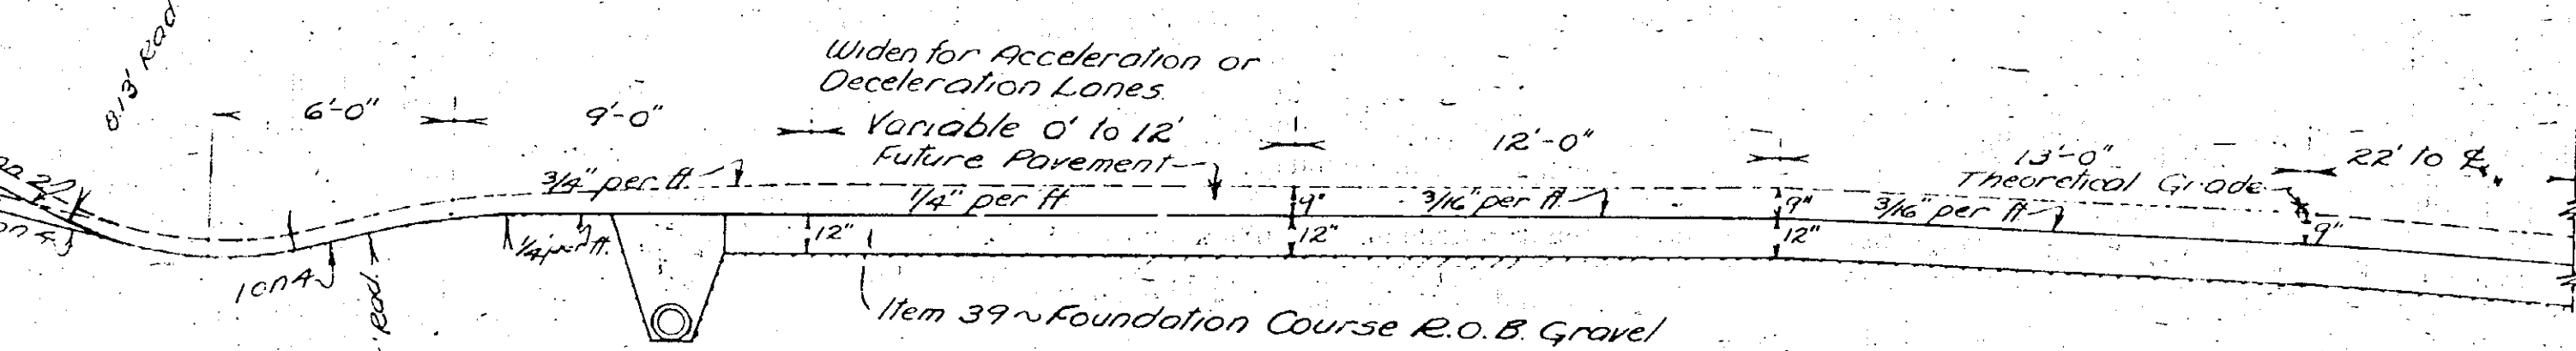 8.13' Rad.
Widen for Acceleration or
Deceleration Lanes.
6'-0"
9'-0"
Variable 0' to 12'
Future Pavement
12'-0"
13'-0"
22' to ℄
Theoretical Grade
3/4" per ft.
1/4" per ft
9"
3/16" per ft.
9"
3/16" per ft
9"
1/4 per ft.
12"
12"
12"
1 on 4
Rad.
Item 39~Foundation Course R.O.B. Gravel